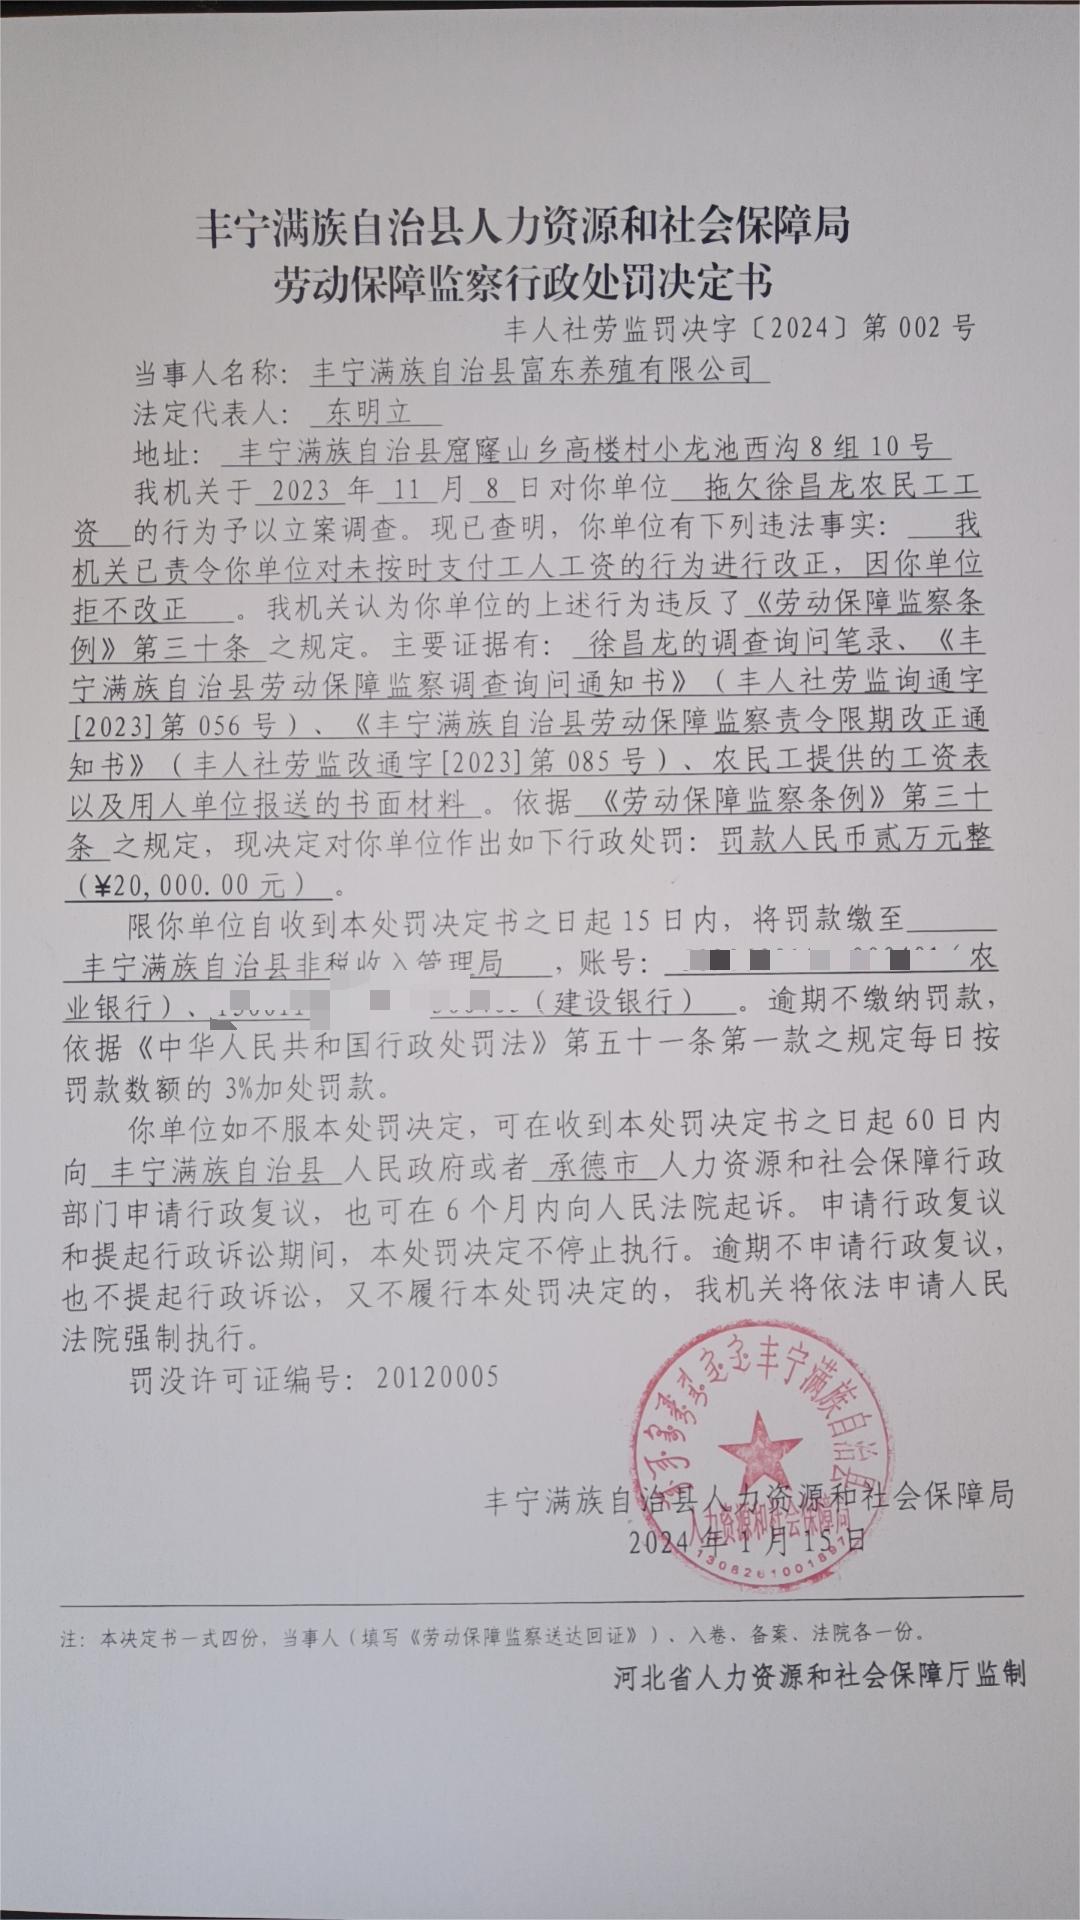 丰宁满族自治县人力资源和社会保障局
劳动保障监察行政处罚决定书
丰人社劳监罚决字〔2024〕第 002 号
当事人名称：丰宁满族自治县富东养殖有限公司
法定代表人：东明立
地址：丰宁满族自治县窟窿山乡高楼村小龙池西沟 8 组 10 号
我机关于 2023 年 11 月 8 日对你单位 拖欠徐昌龙农民工工
资 的行为予以立案调查。现已查明，你单位有下列违法事实： 我
机关已责令你单位对未按时支付工人工资的行为进行改正，因你单位
拒不改正 。我机关认为你单位的上述行为违反了《劳动保障监察条
例》第三十条 之规定。主要证据有： 徐昌龙的调查询问笔录、《丰
宁满族自治县劳动保障监察调查询问通知书》（丰人社劳监询通字
[2023]第 056 号）、《丰宁满族自治县劳动保障监察责令限期改正通
知书》（丰人社劳监改通字[2023]第 085 号）、农民工提供的工资表
以及用人单位报送的书面材料 。依据 《劳动保障监察条例》第三十
条 之规定，现决定对你单位作出如下行政处罚：罚款人民币贰万元整
（¥20,000.00 元） 。
限你单位自收到本处罚决定书之日起 15 日内，将罚款缴至
丰宁满族自治县非税收入管理局 ，账号： （农
业银行）、 （建设银行） 。逾期不缴纳罚款，
依据《中华人民共和国行政处罚法》第五十一条第一款之规定每日按
罚款数额的 3%加处罚款。
你单位如不服本处罚决定，可在收到本处罚决定书之日起 60 日内
向 丰宁满族自治县 人民政府或者 承德市 人力资源和社会保障行政
部门申请行政复议，也可在 6 个月内向人民法院起诉。申请行政复议
和提起行政诉讼期间，本处罚决定不停止执行。逾期不申请行政复议，
也不提起行政诉讼，又不履行本处罚决定的，我机关将依法申请人民
法院强制执行。
罚没许可证编号：20120005
丰宁满族自治县
丰宁满族自治县人力资源和社会保障局
人力资源和社会保障局
2024 年 1 月 15 日
注：本决定书一式四份，当事人（填写《劳动保障监察送达回证》）、入卷、备案、法院各一份。
河北省人力资源和社会保障厅监制